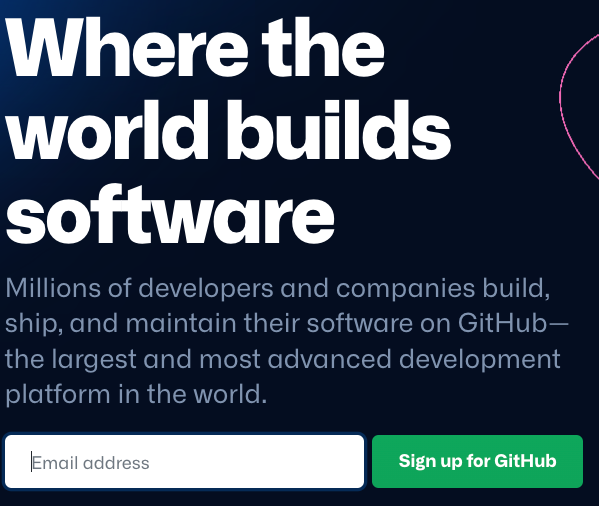 Where the
world builds
software
Millions of developers and companies build,
ship, and maintain their software on GitHub—
the largest and most advanced development
platform in the world.
Email address
Sign up for GitHub